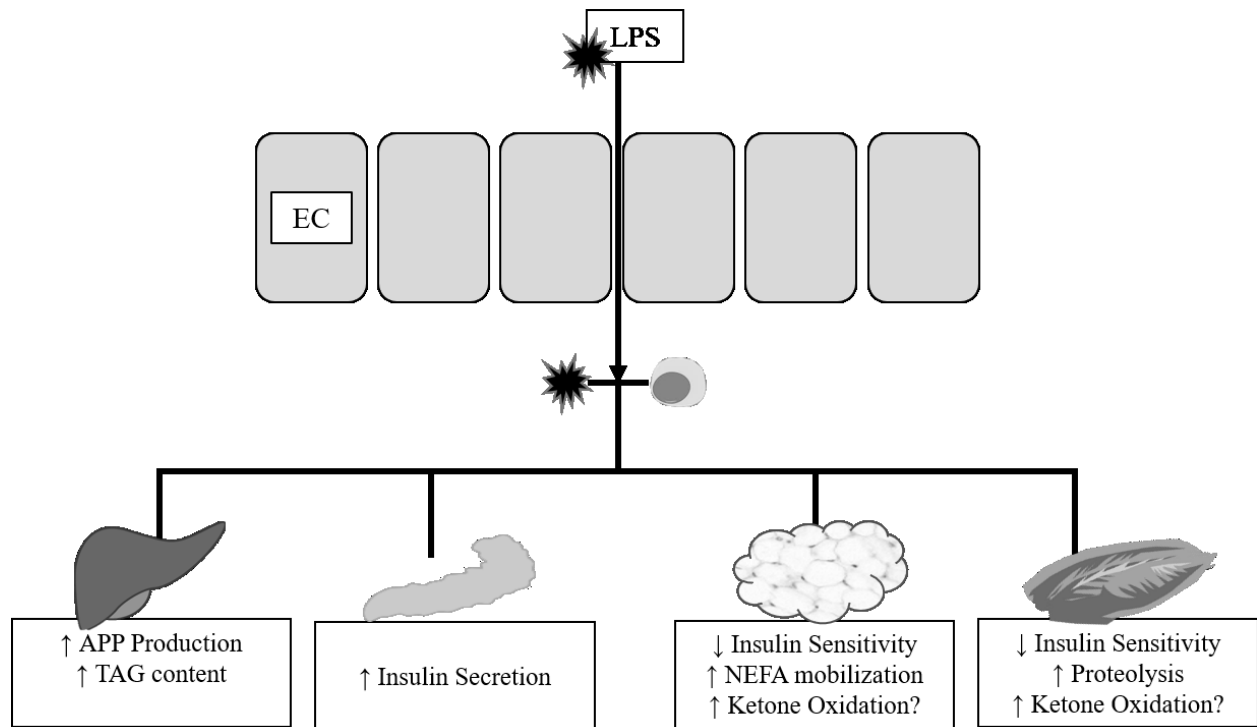 LPS
EC
↑ APP Production
↑ TAG content
↑ Insulin Secretion
↓ Insulin Sensitivity
↑ NEFA mobilization
↑ Ketone Oxidation?
↓ Insulin Sensitivity
↑ Proteolysis
↑ Ketone Oxidation?